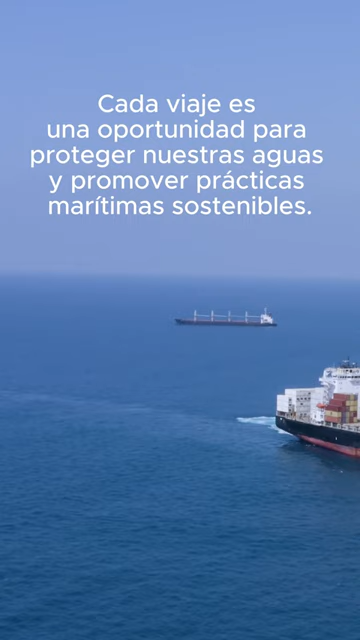 Cada viaje es
una oportunidad para
proteger nuestras aguas
y promover prácticas
marítimas sostenibles.